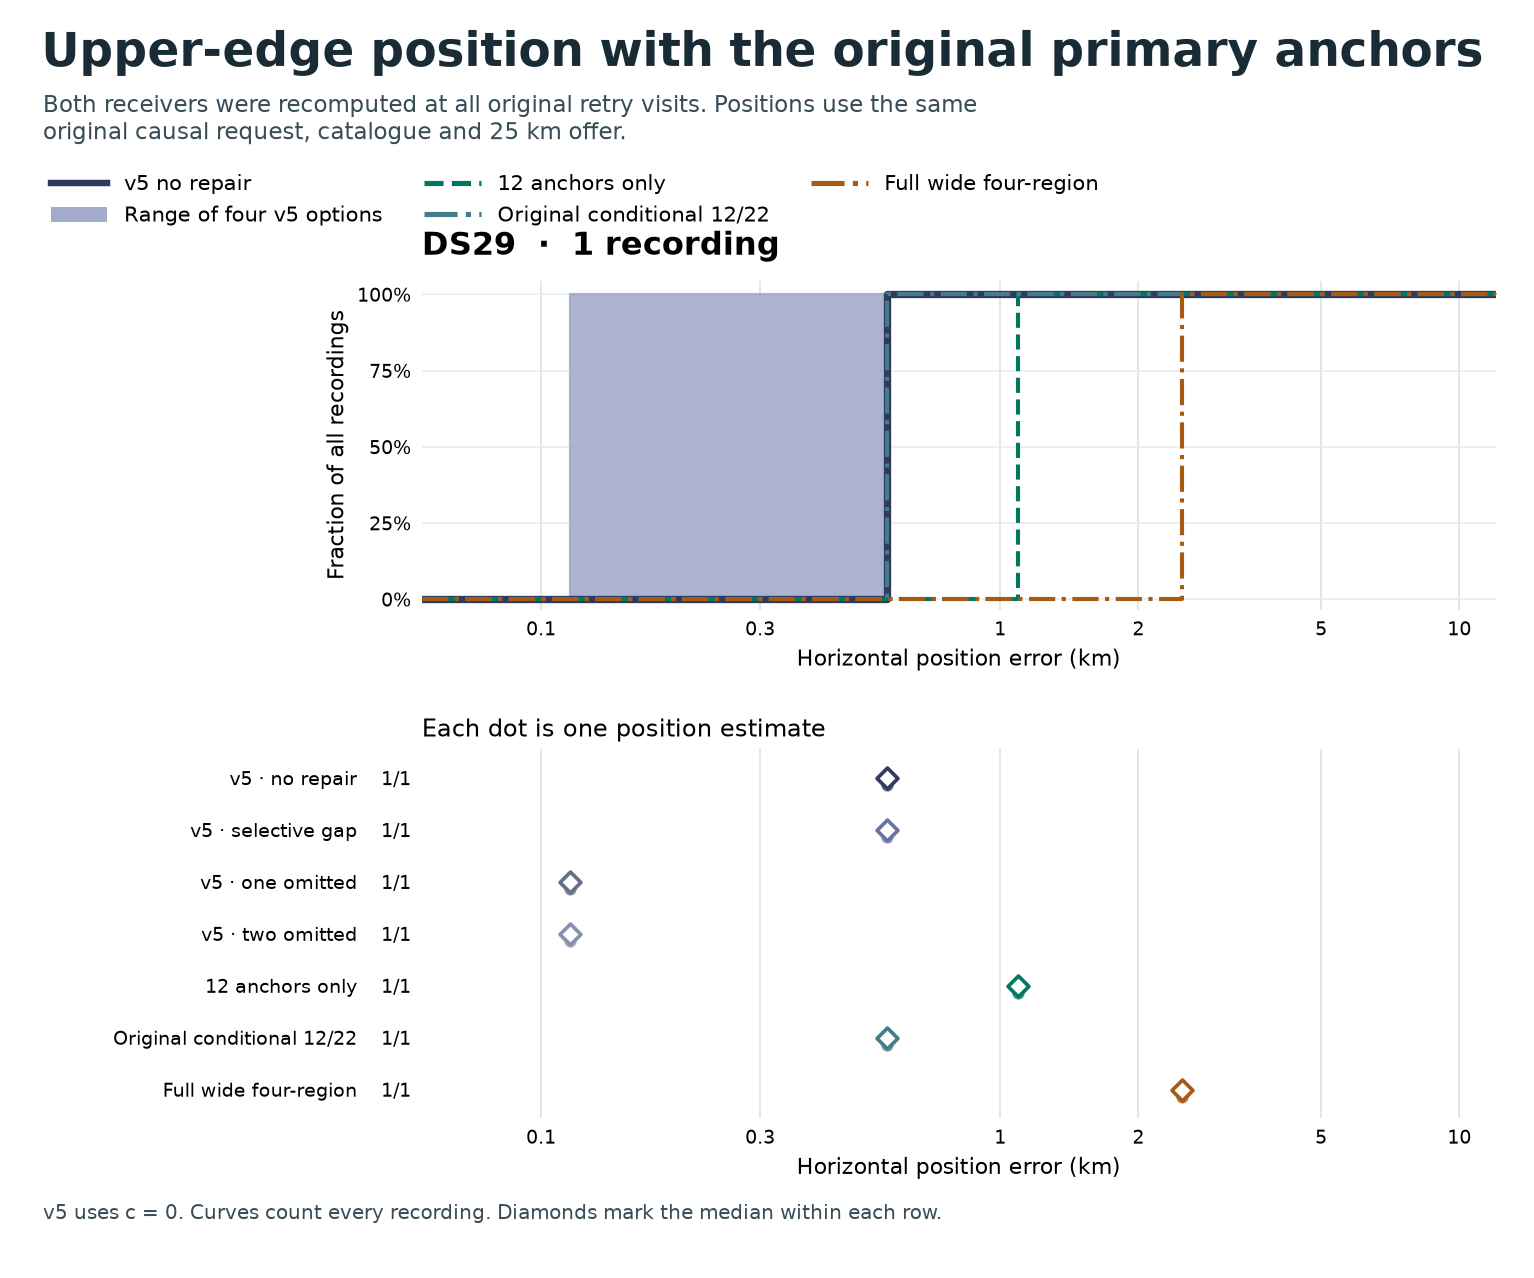 Upper-edge position with the original primary anchors
Both receivers were recomputed at all original retry visits. Positions use the same
original causal request, catalogue and 25 km offer.
v5 no repair
12 anchors only
Full wide four-region
Range of four v5 options
Original conditional 12/22
DS29 · 1 recording
Fraction of all recordings
100%
75%
50%
25%
0%
0.1 0.3 1 2 5 10
Horizontal position error (km)
Each dot is one position estimate
v5 · no repair 1/1
v5 · selective gap 1/1
v5 · one omitted 1/1
v5 · two omitted 1/1
12 anchors only 1/1
Original conditional 12/22 1/1
Full wide four-region 1/1
0.1 0.3 1 2 5 10
Horizontal position error (km)
v5 uses c = 0. Curves count every recording. Diamonds mark the median within each row.